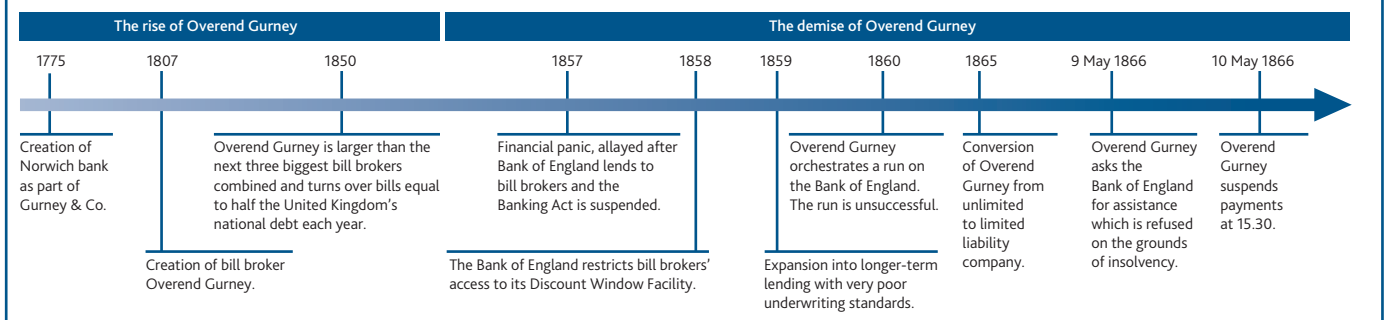 The rise of Overend Gurney
The demise of Overend Gurney
1775
1807
1850
1857
1858
1859
1860
1865
9 May 1866
10 May 1866
Creation of
Norwich bank
as part of
Gurney & Co.
Overend Gurney is larger than the
next three biggest bill brokers
combined and turns over bills equal
to half the United Kingdom's
national debt each year.
Financial panic, allayed after
Bank of England lends to
bill brokers and the
Banking Act is suspended.
Overend Gurney
orchestrates a run on
the Bank of England.
The run is unsuccessful.
Conversion
of Overend
Gurney from
unlimited
to limited
liability
company.
Overend Gurney
asks the
Bank of England
for assistance
which is refused
on the grounds
of insolvency.
Overend
Gurney
suspends
payments
at 15.30.
Creation of bill broker
Overend Gurney.
The Bank of England restricts bill brokers'
access to its Discount Window Facility.
Expansion into longer-term
lending with very poor
underwriting standards.